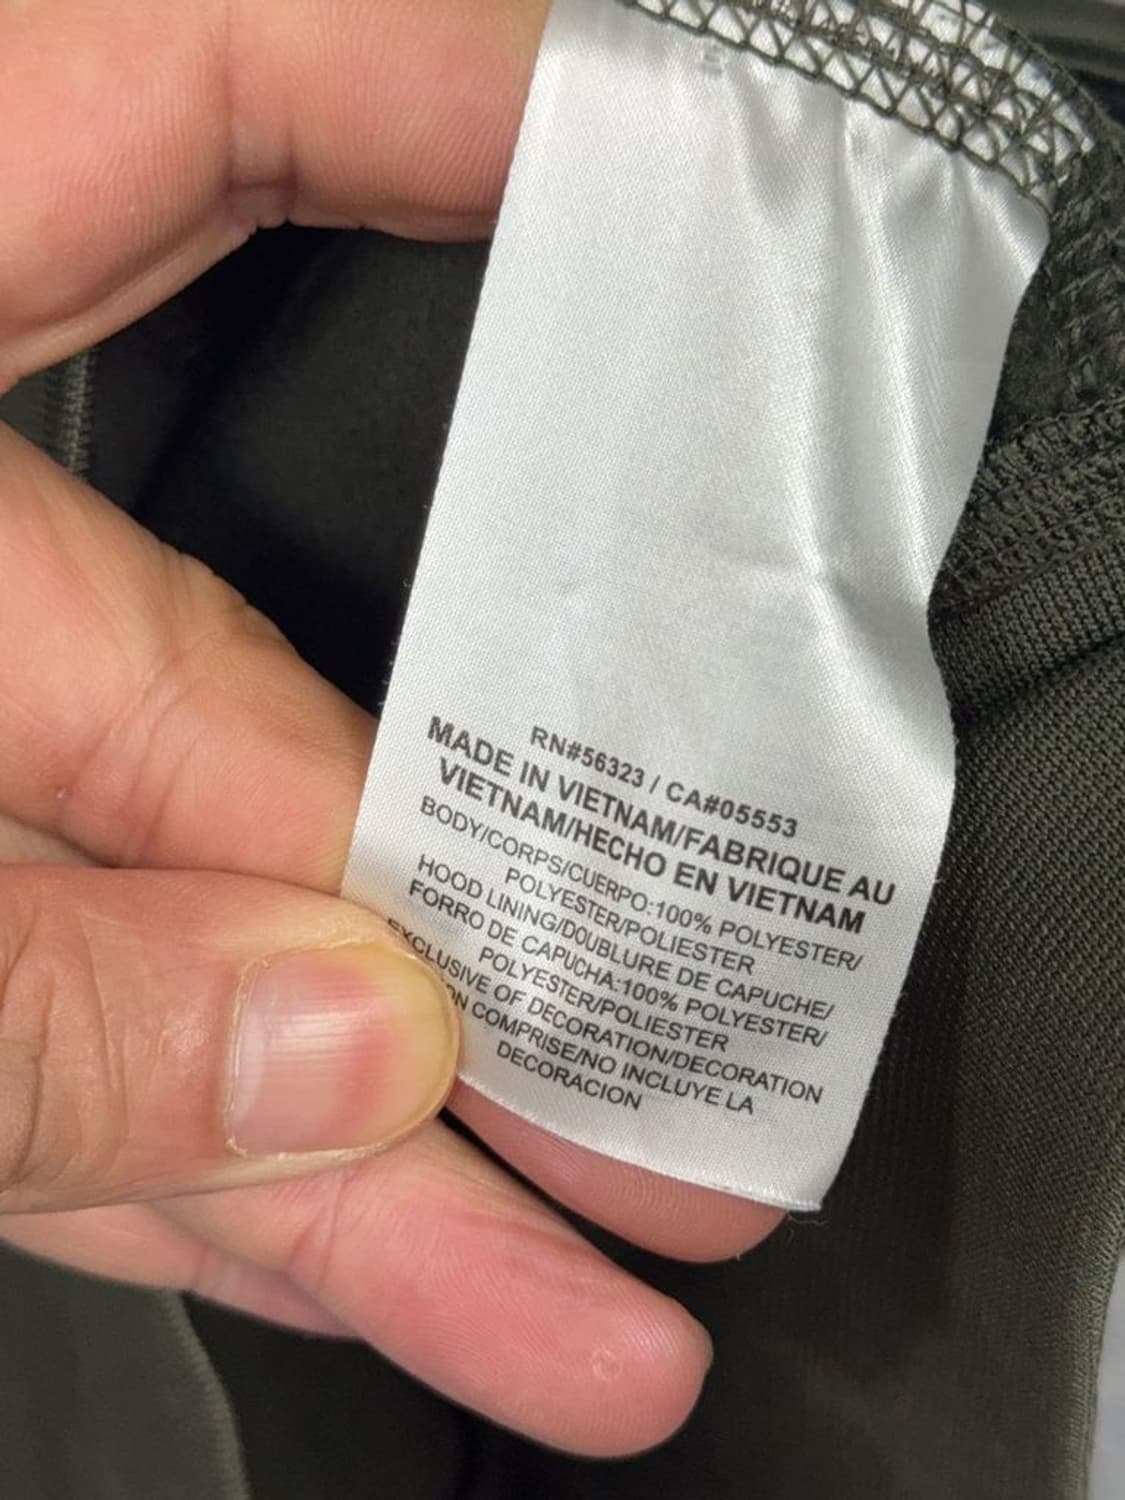 RN#56323 / CA#05553
MADE IN VIETNAM/FABRIQUE AU
VIETNAM/HECHO EN VIETNAM
BODY/CORPS/CUERPO:100% POLYESTER/
POLYESTER/POLIESTER
HOOD LINING/DOUBLURE DE CAPUCHE/
FORRO DE CAPUCHA:100% POLYESTER/
POLYESTER/POLIESTER
EXCLUSIVE OF DECORATION/DECORATION
COMPRISE/NO INCLUYE LA
DECORACION